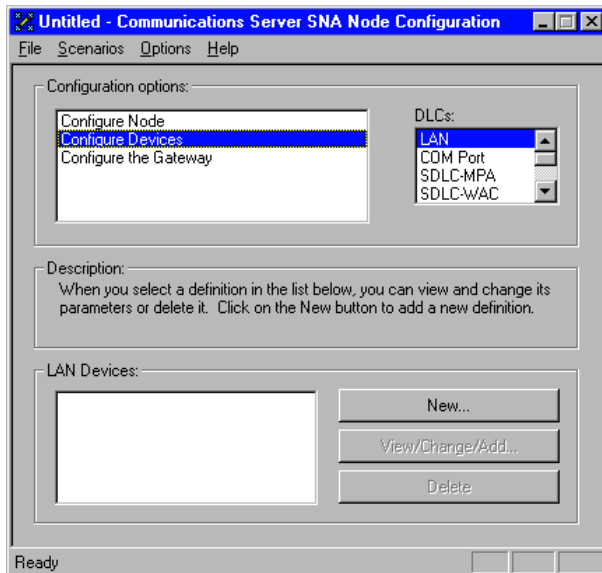 Untitled - Communications Server SNA Node Configuration
File Scenarios Options Help
Configuration options:
Configure Node
Configure Devices
Configure the Gateway
DLCs:
LAN
COM Port
SDLC-MPA
SDLC-WAC
Description:
When you select a definition in the list below, you can view and change its
parameters or delete it. Click on the New button to add a new definition.
LAN Devices:
New...
View/Change/Add...
Delete
Ready